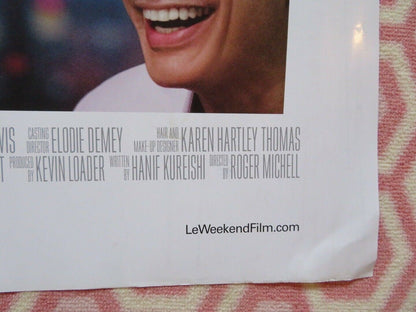 VIS CASTING DIRECTOR ELODIE DEMEY HAIR AND MAKE-UP DESIGNER KAREN HARTLEY THOMAS
T PRODUCED BY KEVIN LOADER WRITTEN BY HANIF KUREISHI DIRECTED BY ROGER MICHELL
LeWeekendFilm.com